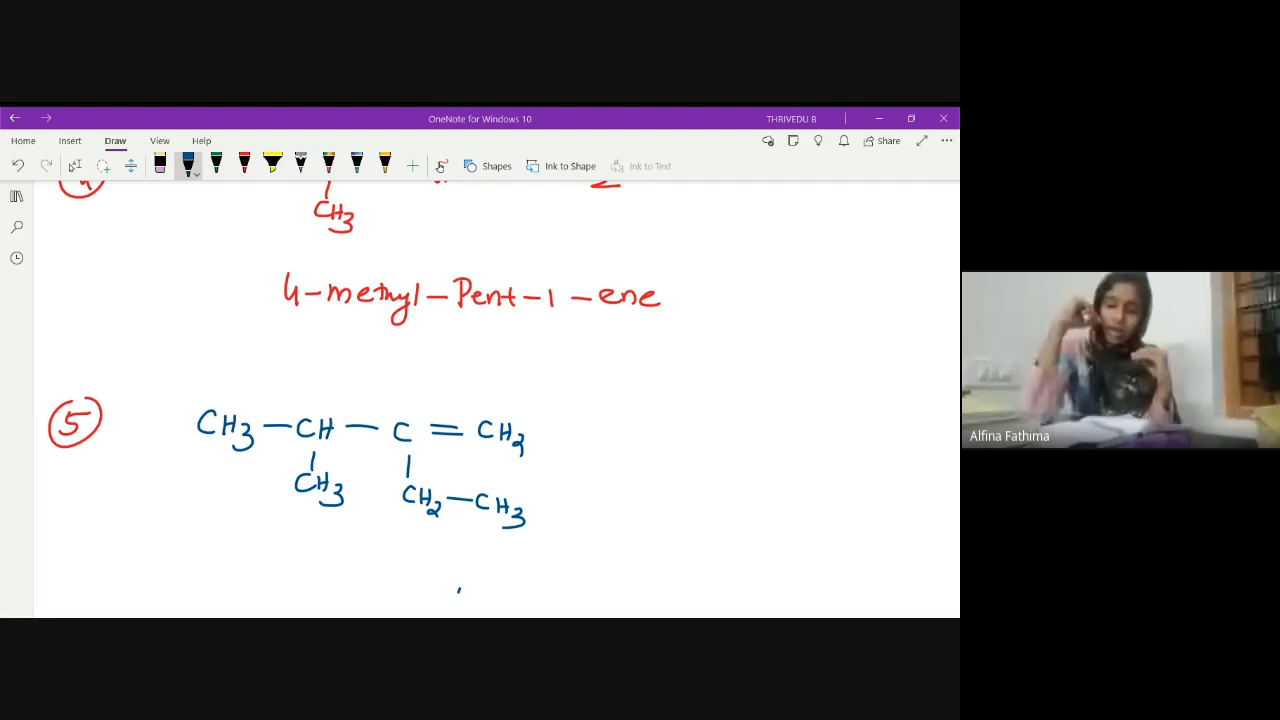 OneNote for Windows 10
THRIVEDU B
Home Insert Draw View Help
Share
Shapes Ink to Shape Ink to Text
CH3
4-methyl-Pent-1-ene
5
CH3-CH-C=CH2
CH3 CH2-CH3
Alfina Fathima